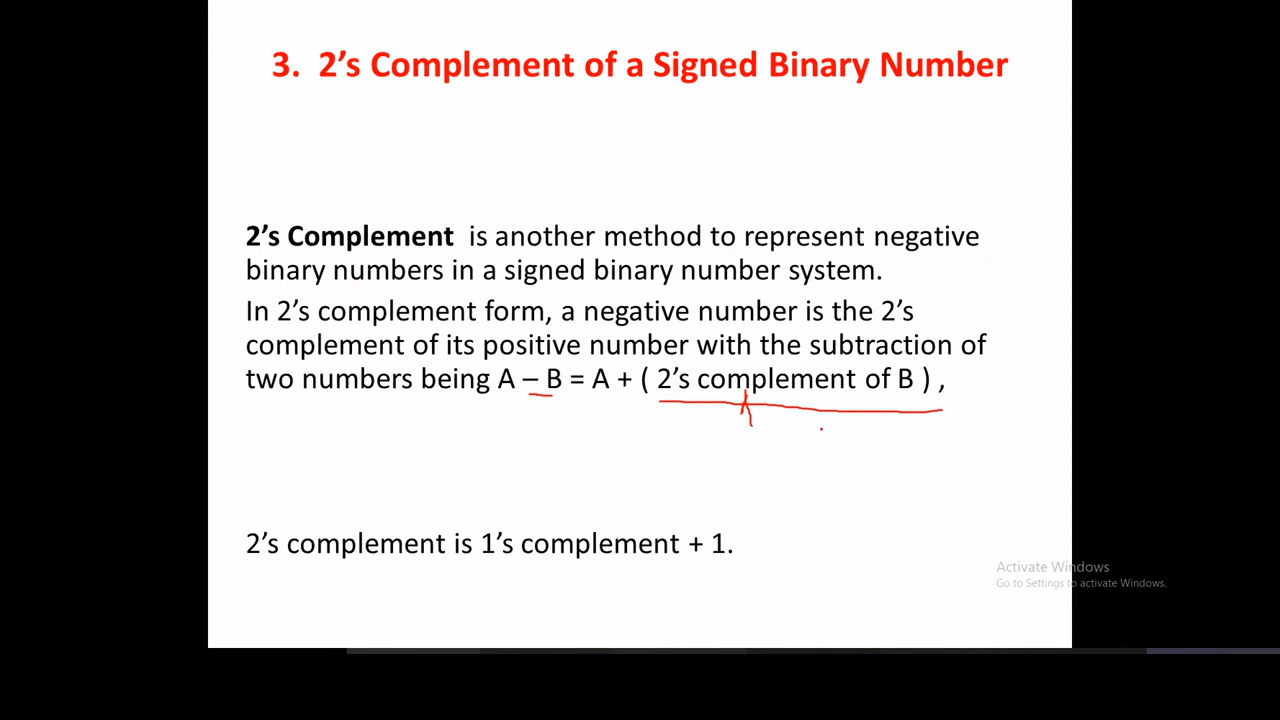 3. 2’s Complement of a Signed Binary Number
2’s Complement is another method to represent negative
binary numbers in a signed binary number system.
In 2’s complement form, a negative number is the 2’s
complement of its positive number with the subtraction of
two numbers being A – B = A + ( 2’s complement of B ) ,
2’s complement is 1’s complement + 1.
Activate Windows
Go to Settings to activate Windows.